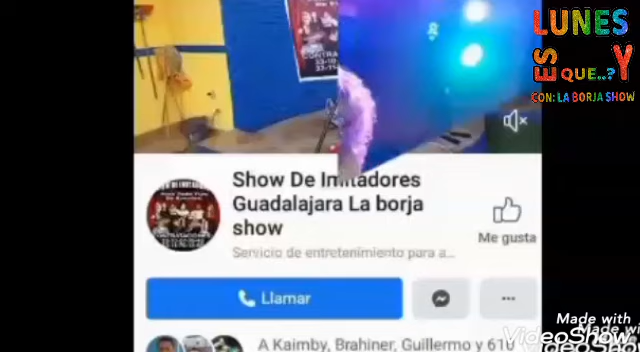 LUNES
ES QUE..? Y
CON: LA BORJA SHOW
Show De Imitadores
Guadalajara La borja
show
Me gusta
Servicio de entretenimiento para a...
Llamar
...
A Kaimby, Brahiner, Guillermo y 610
Made with
VideoShow